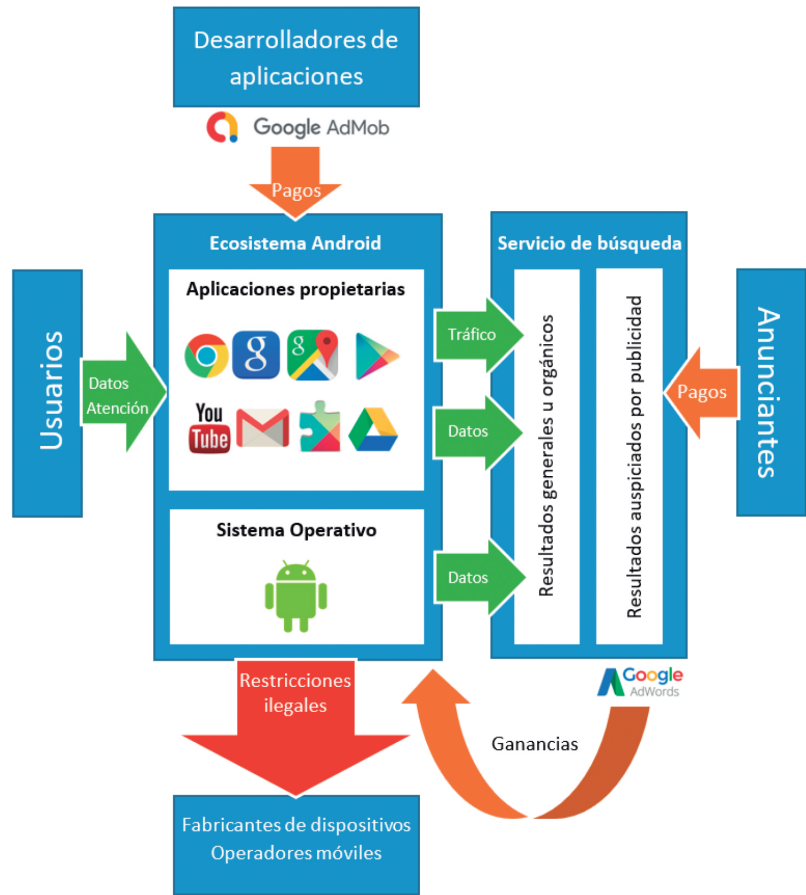 Desarrolladores de
aplicaciones
Google AdMob
Pagos
Ecosistema Android
Servicio de búsqueda
Aplicaciones propietarias
g
g
You
Tube
Sistema Operativo
Usuarios
Datos
Atención
Tráfico
Datos
Datos
Resultados generales u orgánicos
Resultados auspiciados por publicidad
Pagos
Anunciantes
Restricciones
ilegales
Google
AdWords
Ganancias
Fabricantes de dispositivos
Operadores móviles